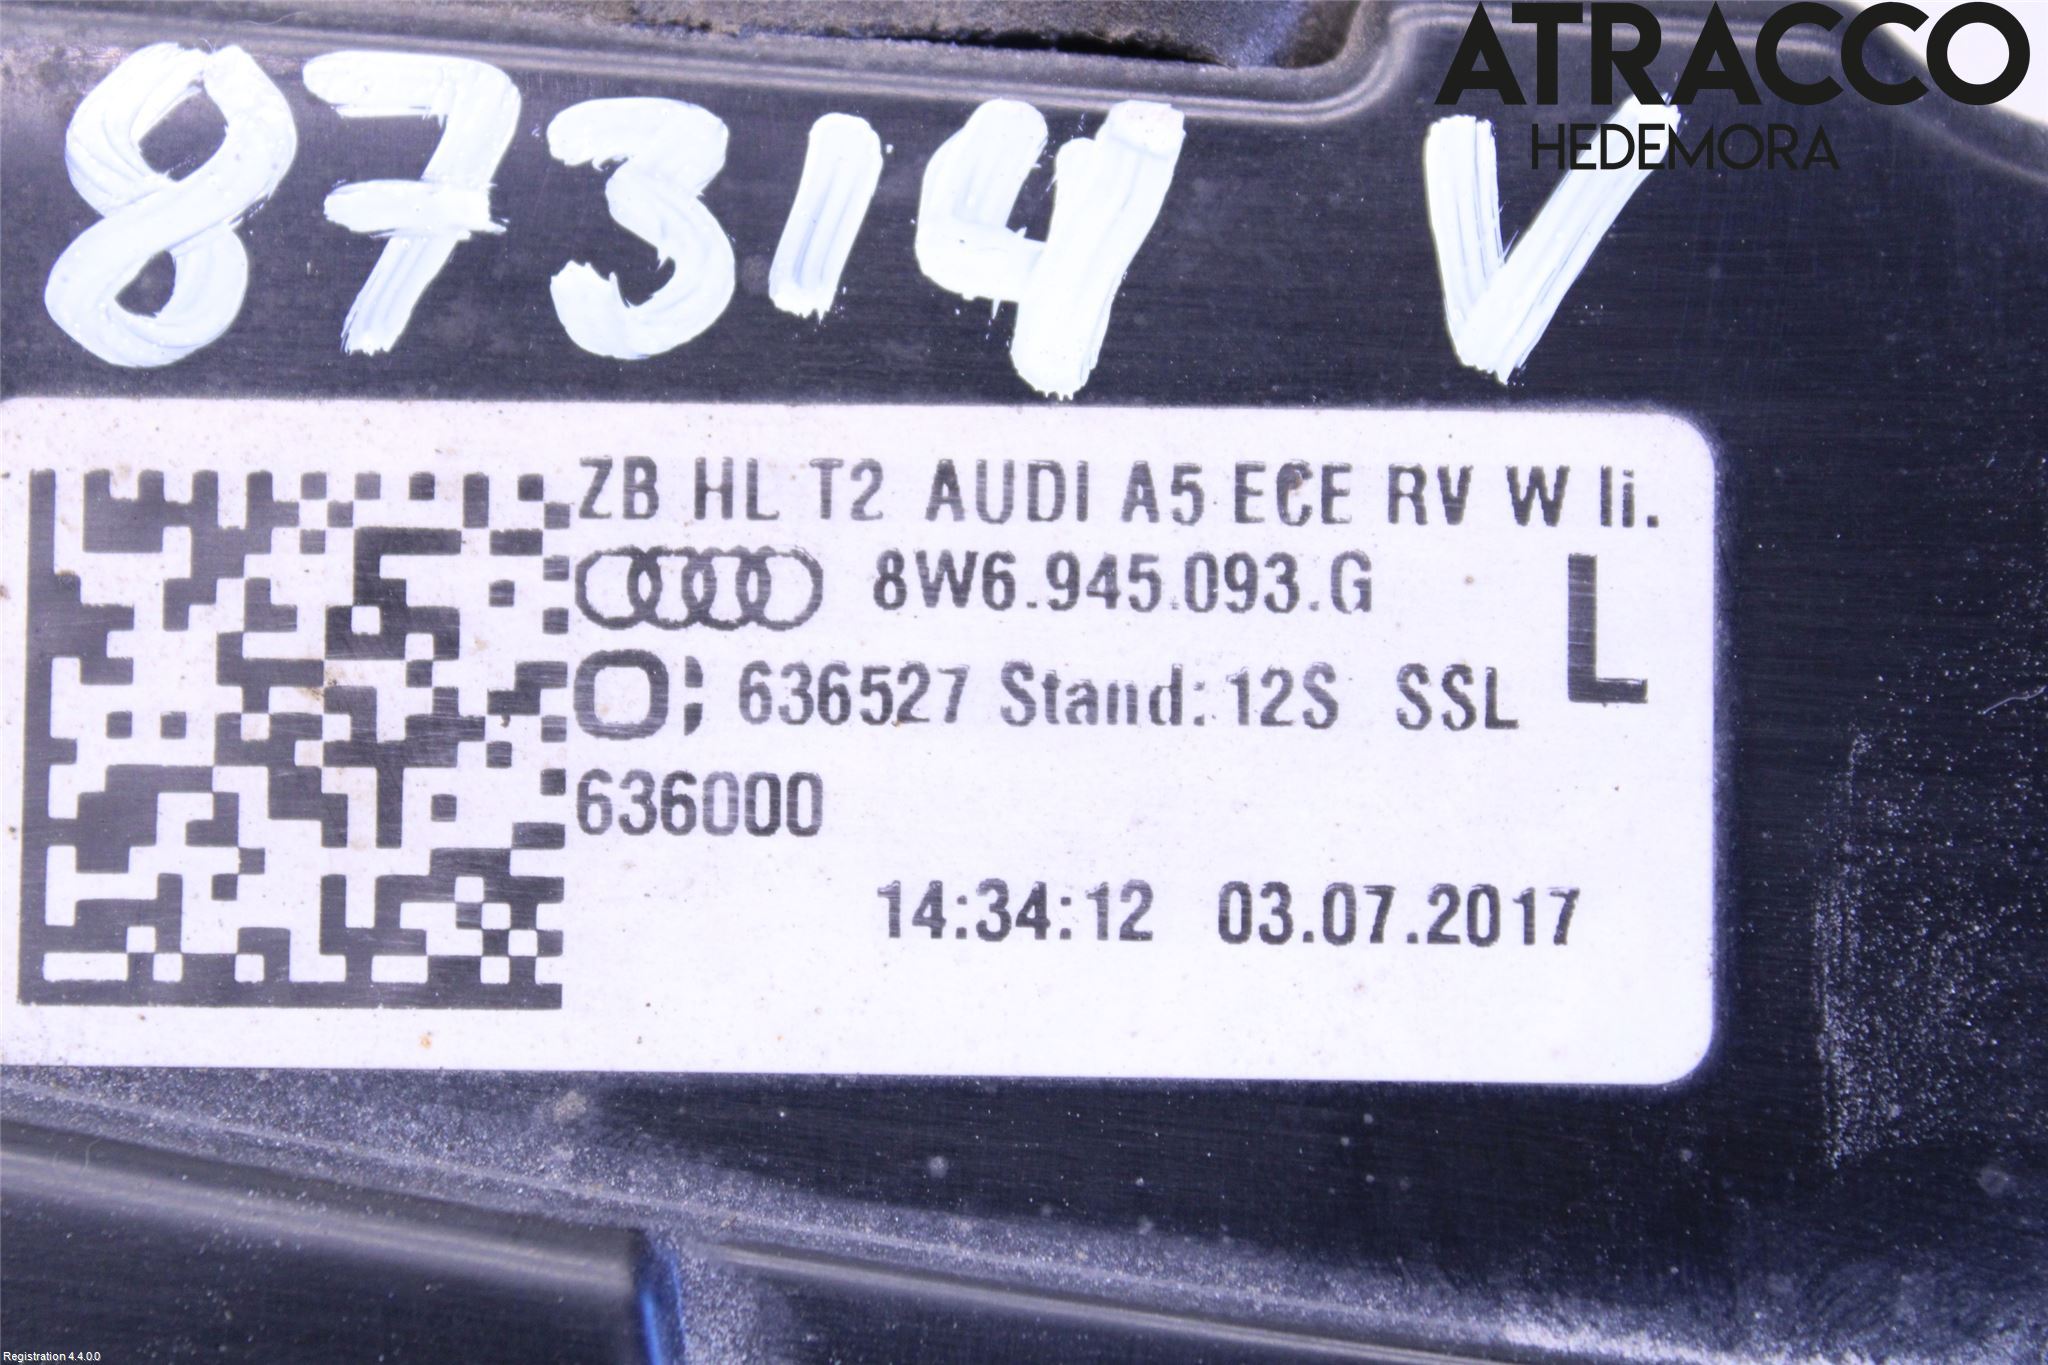 ATRACCO
HEDEMORA
87314 V
ZB HL T2 AUDI A5 ECE RV W li.
8W6.945.093.G
L
636527 Stand: 12S SSL
636000
14:34:12 03.07.2017
Registration 4.4.0.0